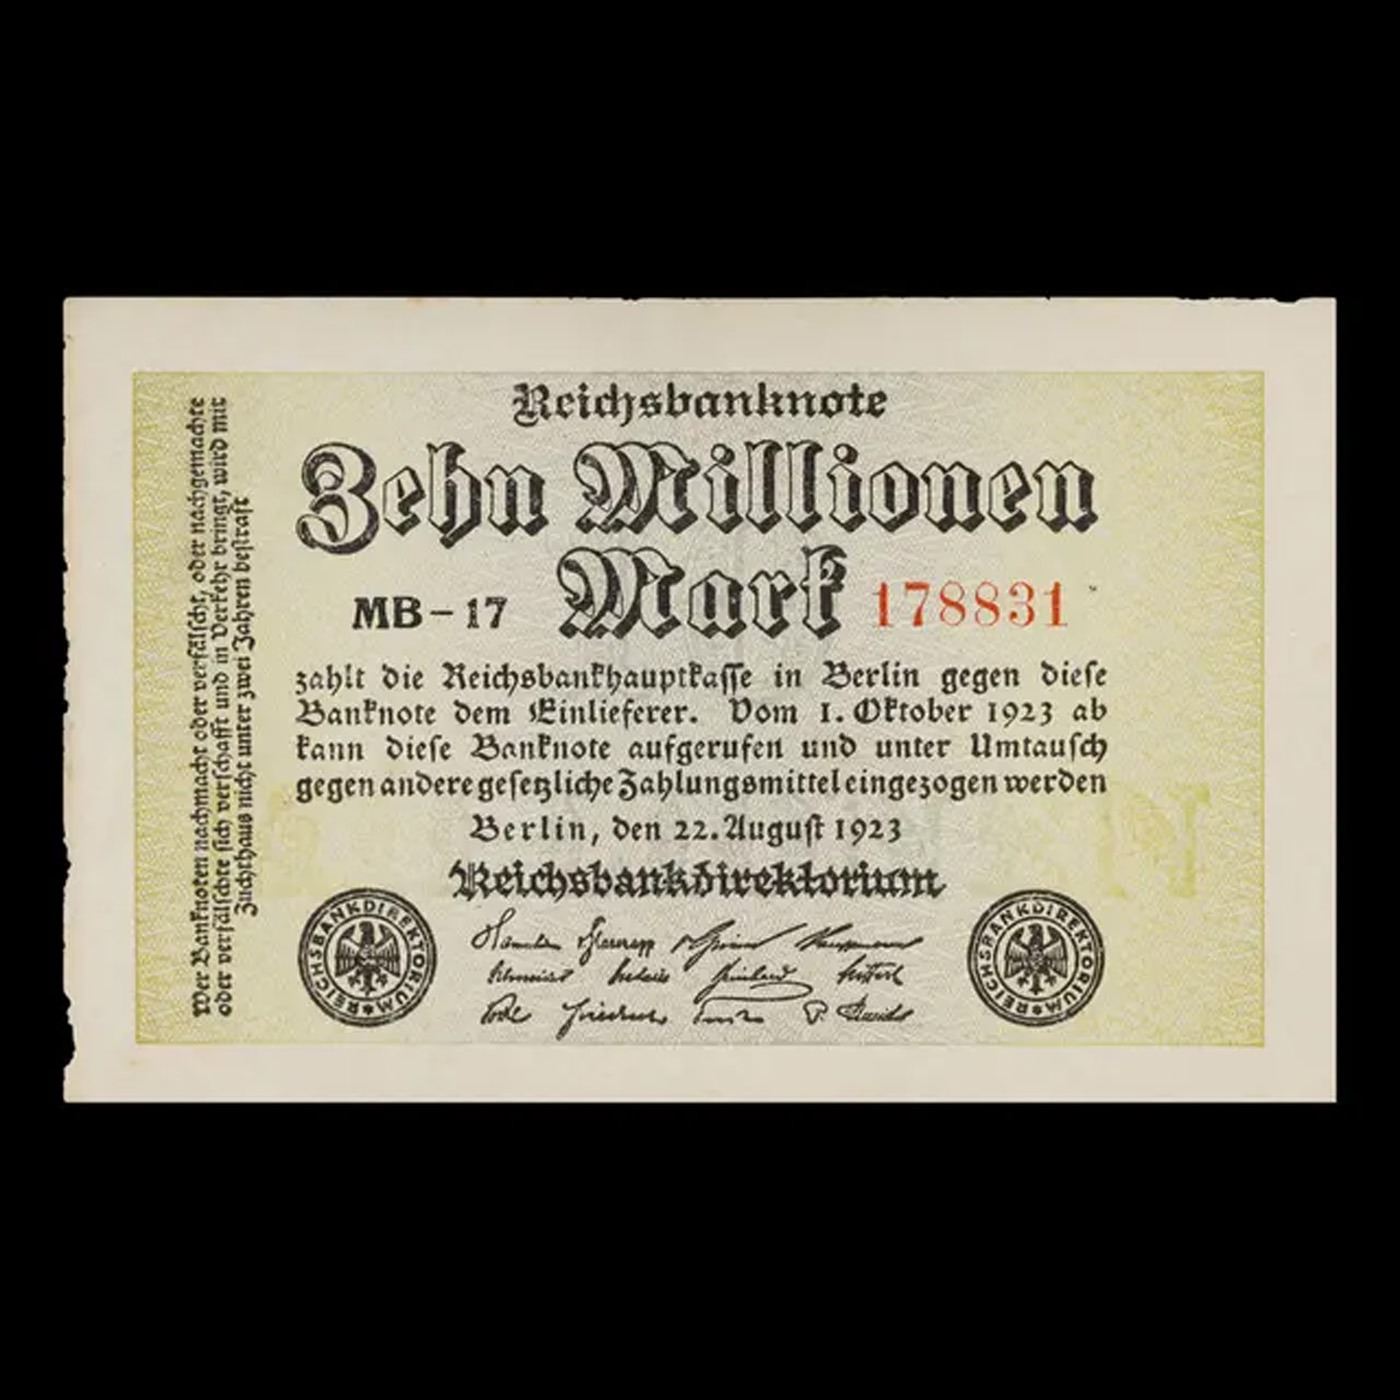 Reichsbanknote
Zehn Millionen
Mark
MB-17
178831
zahlt die Reichsbankhauptkasse in Berlin gegen diese
Banknote dem Einlieferer. Vom 1. Oktober 1923 ab
kann diese Banknote aufgerufen und unter Umtausch
gegen andere gesetzliche Zahlungsmittel eingezogen werden
Berlin, den 22. August 1923
Reichsbankdirektorium
REICHSBANKDIREKTORIUM
REICHSBANKDIREKTORIUM
Wer Banknoten nachmacht oder verfälscht, oder nachgemachte
oder verfälschte sich verschafft und in Verkehr bringt, wird mit
Zuchthaus nicht unter zwei Jahren bestraft